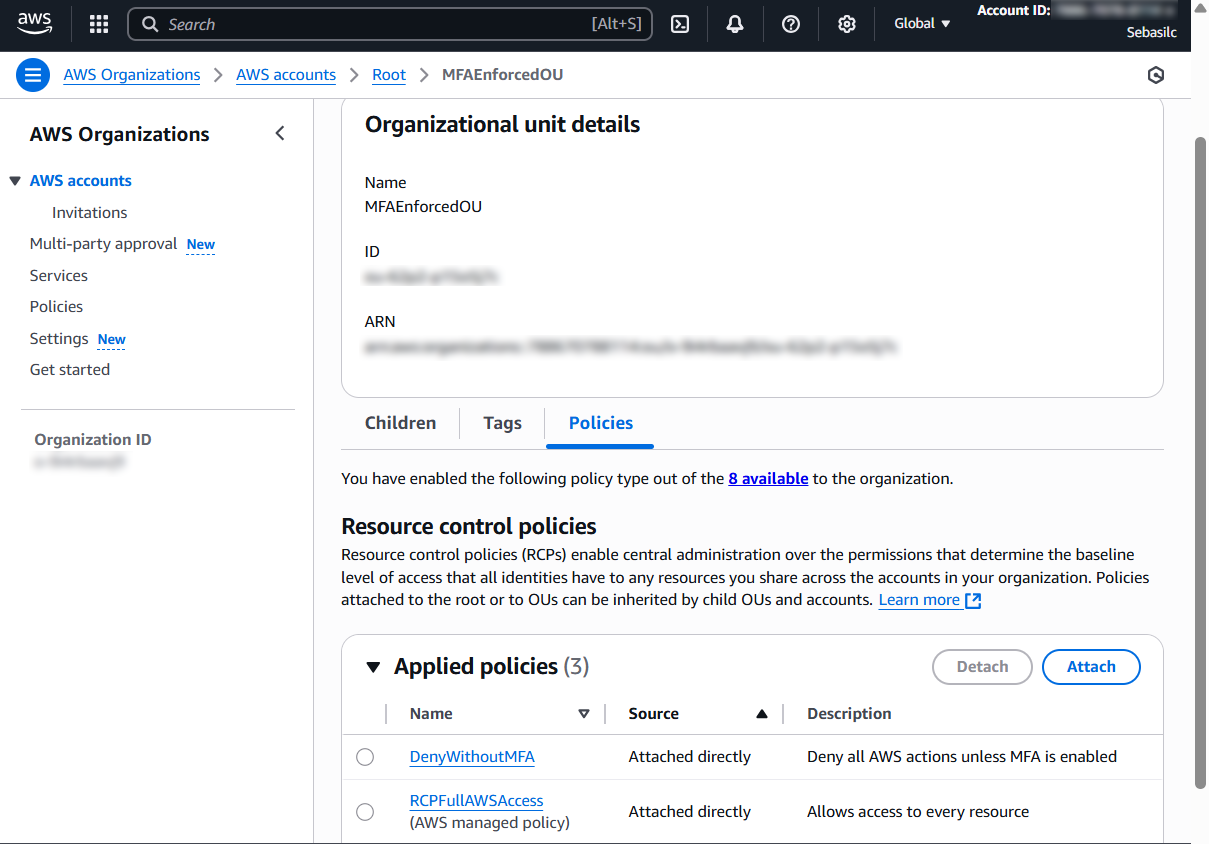 aws
Search
[Alt+S]
Global
Account ID:
Sebasilc
AWS Organizations
AWS accounts
Root
MFAEnforcedOU
AWS Organizations
AWS accounts
Invitations
Multi-party approval New
Services
Policies
Settings New
Get started
Organization ID
Organizational unit details
Name
MFAEnforcedOU
ID
ARN
Children
Tags
Policies
You have enabled the following policy type out of the 8 available to the organization.
Resource control policies
Resource control policies (RCPs) enable central administration over the permissions that determine the baseline
level of access that all identities have to any resources you share across the accounts in your organization. Policies
attached to the root or to OUs can be inherited by child OUs and accounts. Learn more
Applied policies (3)
Detach
Attach
Name
Source
Description
DenyWithoutMFA
Attached directly
Deny all AWS actions unless MFA is enabled
RCPFullAWSAccess
(AWS managed policy)
Attached directly
Allows access to every resource